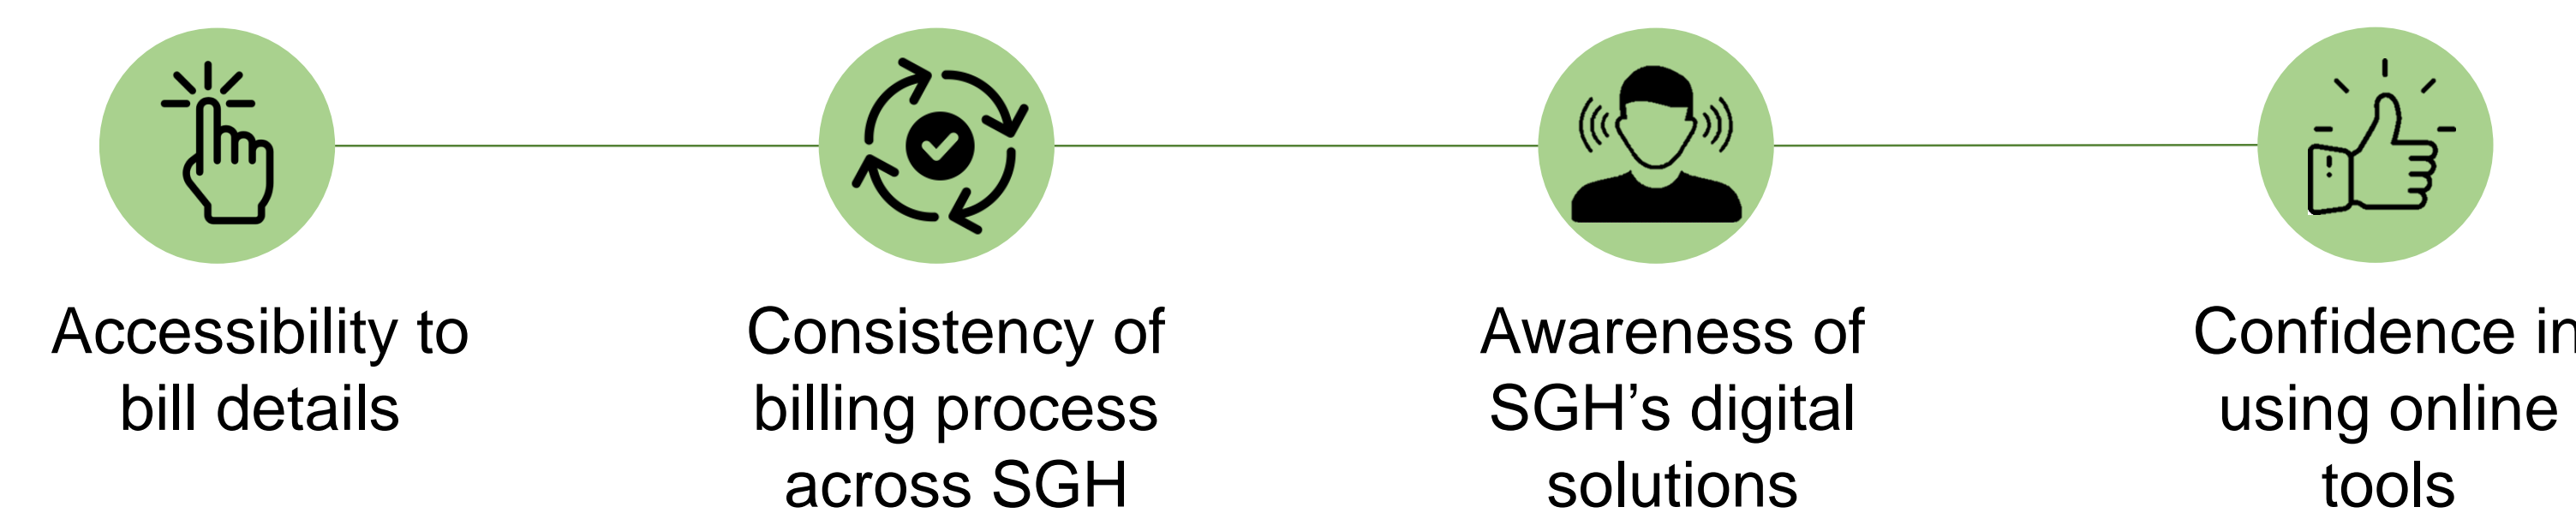 Accessibility to
bill details
Consistency of
billing process
across SGH
Awareness of
SGH’s digital
solutions
Confidence in
using online
tools